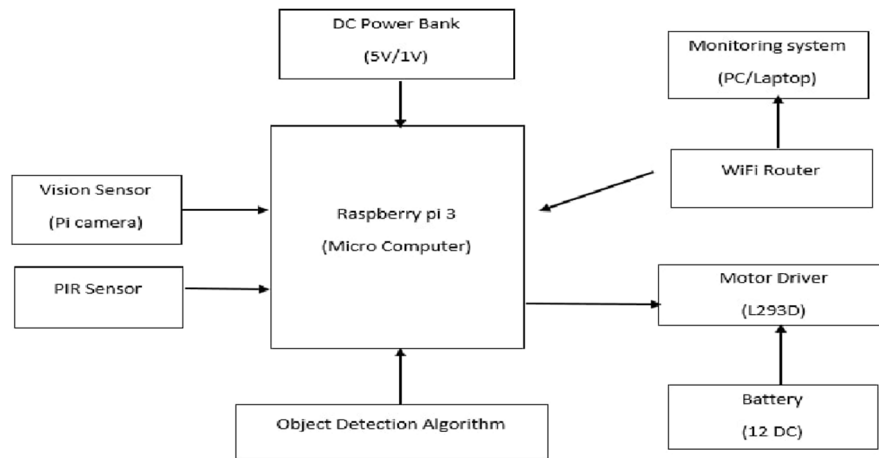 DC Power Bank
(5V/1V)
Monitoring system
(PC/Laptop)
WiFi Router
Vision Sensor
(Pi camera)
Raspberry pi 3
(Micro Computer)
PIR Sensor
Motor Driver
(L293D)
Object Detection Algorithm
Battery
(12 DC)